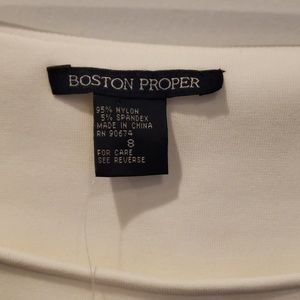 BOSTON PROPER
95% NYLON
5% SPANDEX
MADE IN CHINA
RN 90674
8
FOR CARE
SEE REVERSE